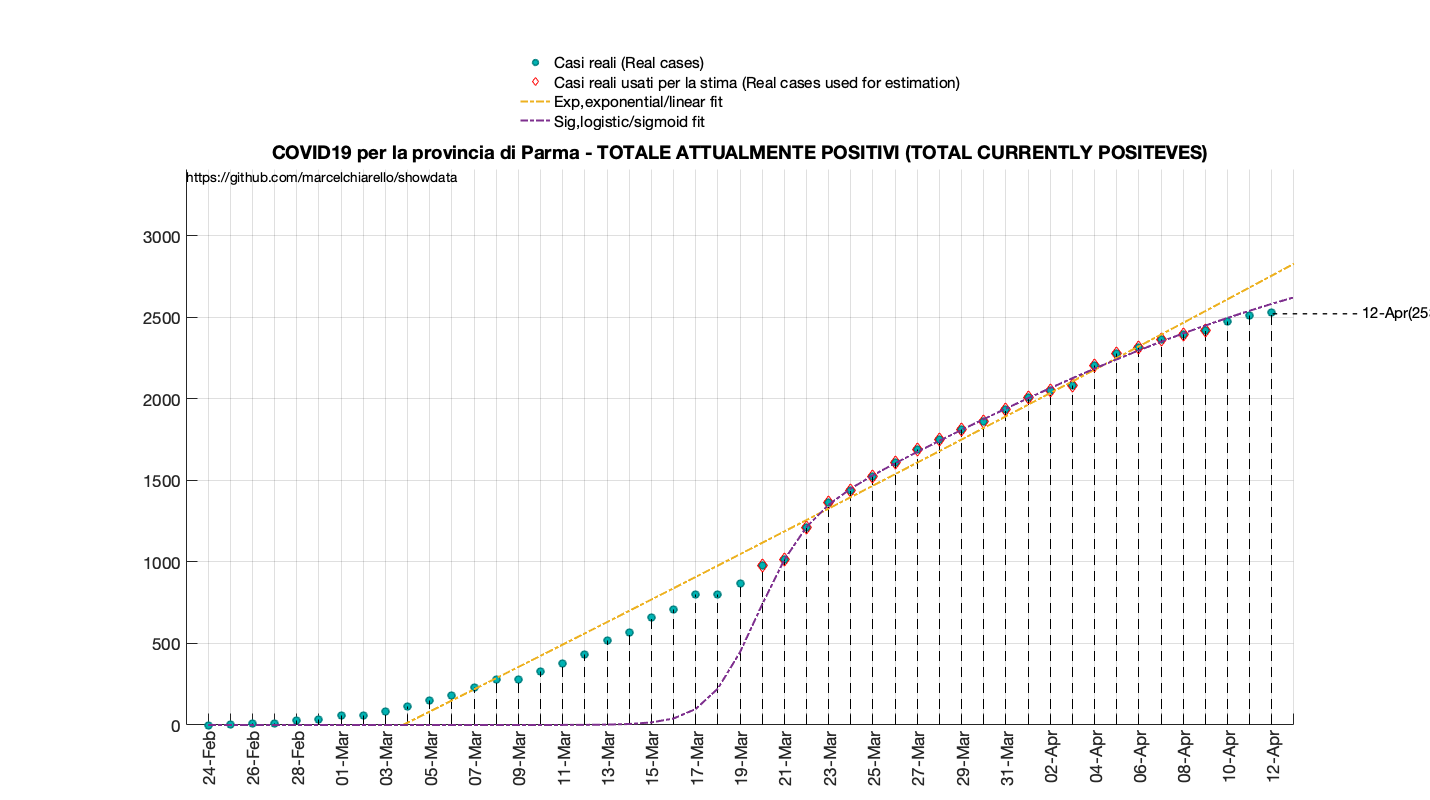 Casi reali (Real cases)
Casi reali usati per la stima (Real cases used for estimation)
Exp,exponential/linear fit
Sig,logistic/sigmoid fit
COVID19 per la provincia di Parma - TOTALE ATTUALMENTE POSITIVI (TOTAL CURRENTLY POSITEVES)
https://github.com/marcelchiarello/showdata
3000
2500
2000
1500
1000
500
0
12-Apr(25
24-Feb
26-Feb
28-Feb
01-Mar
03-Mar
05-Mar
07-Mar
09-Mar
11-Mar
13-Mar
15-Mar
17-Mar
19-Mar
21-Mar
23-Mar
25-Mar
27-Mar
29-Mar
31-Mar
02-Apr
04-Apr
06-Apr
08-Apr
10-Apr
12-Apr